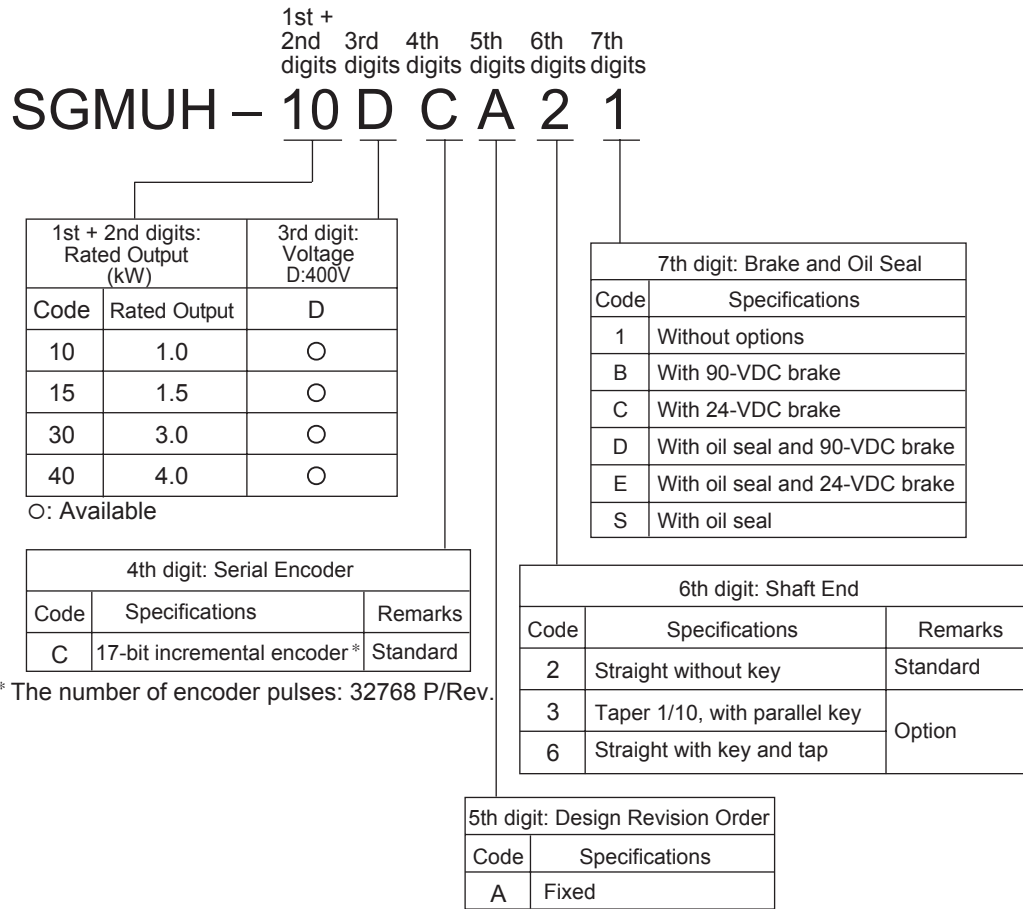 1st +
2nd 3rd 4th 5th 6th 7th
digits digits digits digits digits digits
SGMUH – 10 D C A 2 1
1st + 2nd digits:
Rated Output
(kW)
3rd digit:
Voltage
D:400V
Code Rated Output D
10 1.0 ○
15 1.5 ○
30 3.0 ○
40 4.0 ○
○: Available
7th digit: Brake and Oil Seal
Code Specifications
1 Without options
B With 90-VDC brake
C With 24-VDC brake
D With oil seal and 90-VDC brake
E With oil seal and 24-VDC brake
S With oil seal
4th digit: Serial Encoder
Code Specifications Remarks
C 17-bit incremental encoder* Standard
* The number of encoder pulses: 32768 P/Rev.
6th digit: Shaft End
Code Specifications Remarks
2 Straight without key Standard
3 Taper 1/10, with parallel key Option
6 Straight with key and tap
5th digit: Design Revision Order
Code Specifications
A Fixed